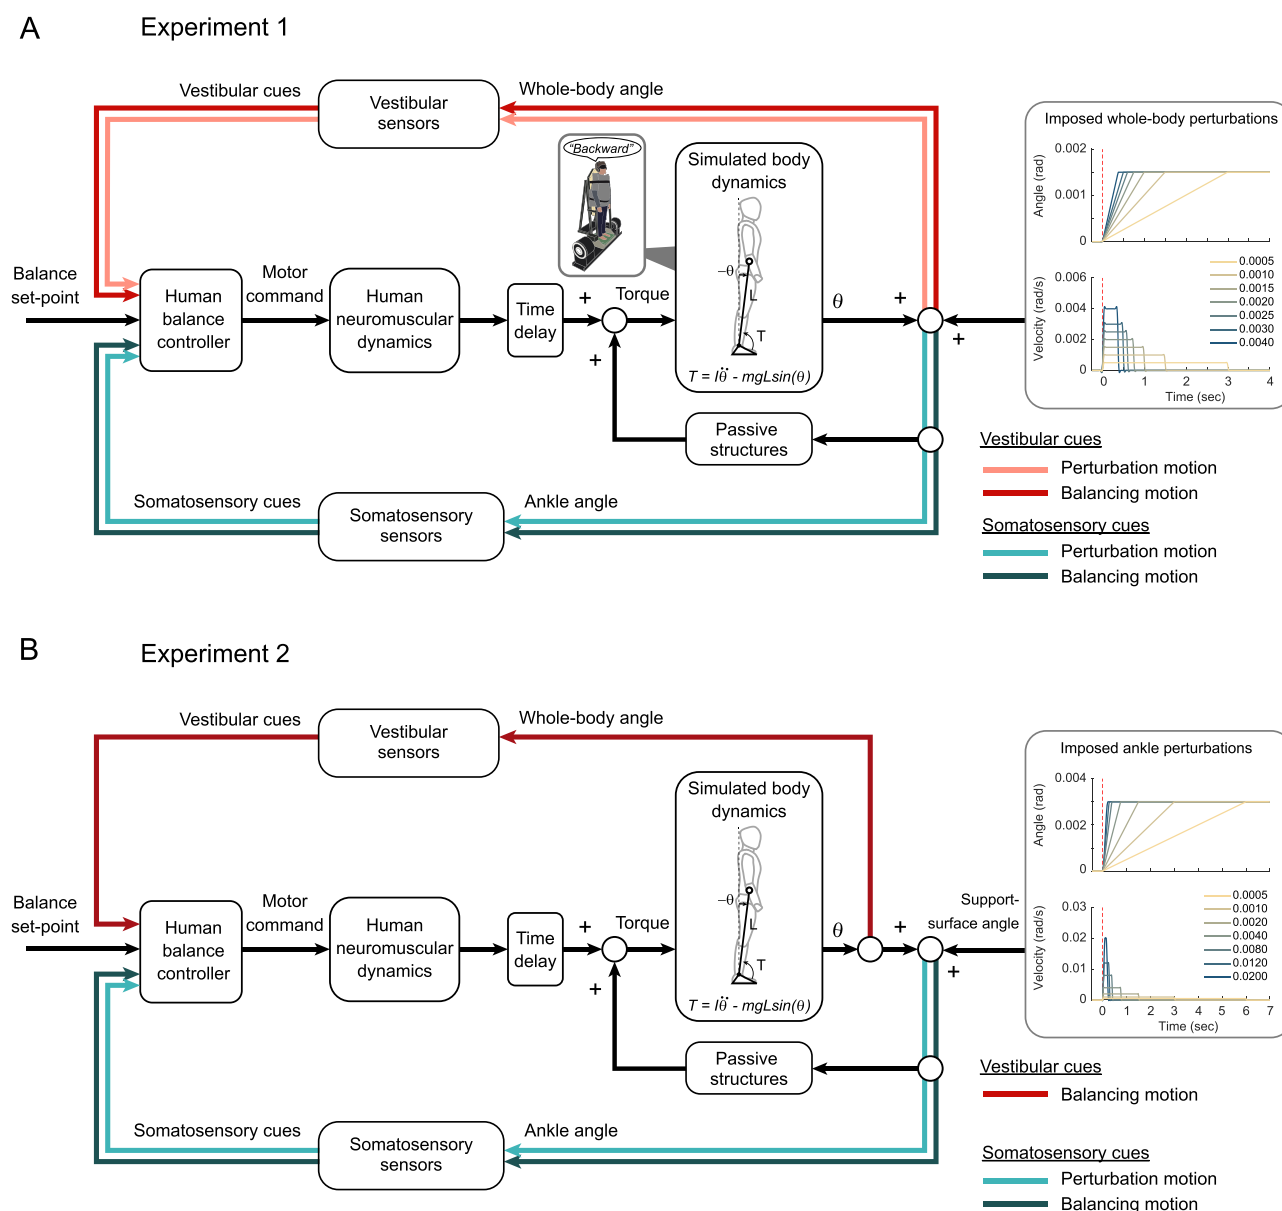 A
Experiment 1
Vestibular cues
Vestibular
sensors
Whole-body angle
"Backward"
Simulated body
dynamics
−θ
L
T
T = Iθ̈ - mgLsin(θ)
Balance
set-point
Human
balance
controller
Motor
command
Human
neuromuscular
dynamics
Time
delay
+
+
Torque
θ
+
+
Passive
structures
Somatosensory cues
Somatosensory
sensors
Ankle angle
Imposed whole-body perturbations
Angle (rad)
0.002
0.001
0
Velocity (rad/s)
0.006
0.004
0.002
0
0.0005
0.0010
0.0015
0.0020
0.0025
0.0030
0.0040
0 1 2 3 4
Time (sec)
Vestibular cues
Perturbation motion
Balancing motion
Somatosensory cues
Perturbation motion
Balancing motion
B
Experiment 2
Vestibular cues
Vestibular
sensors
Whole-body angle
Simulated body
dynamics
−θ
L
T
T = Iθ̈ - mgLsin(θ)
Balance
set-point
Human
balance
controller
Motor
command
Human
neuromuscular
dynamics
Time
delay
+
+
Torque
θ
+
+
Support-
surface angle
Passive
structures
Somatosensory cues
Somatosensory
sensors
Ankle angle
Imposed ankle perturbations
Angle (rad)
0.004
0.002
0
Velocity (rad/s)
0.03
0.02
0.01
0
0.0005
0.0010
0.0020
0.0040
0.0080
0.0120
0.0200
0 1 2 3 4 5 6 7
Time (sec)
Vestibular cues
Balancing motion
Somatosensory cues
Perturbation motion
Balancing motion